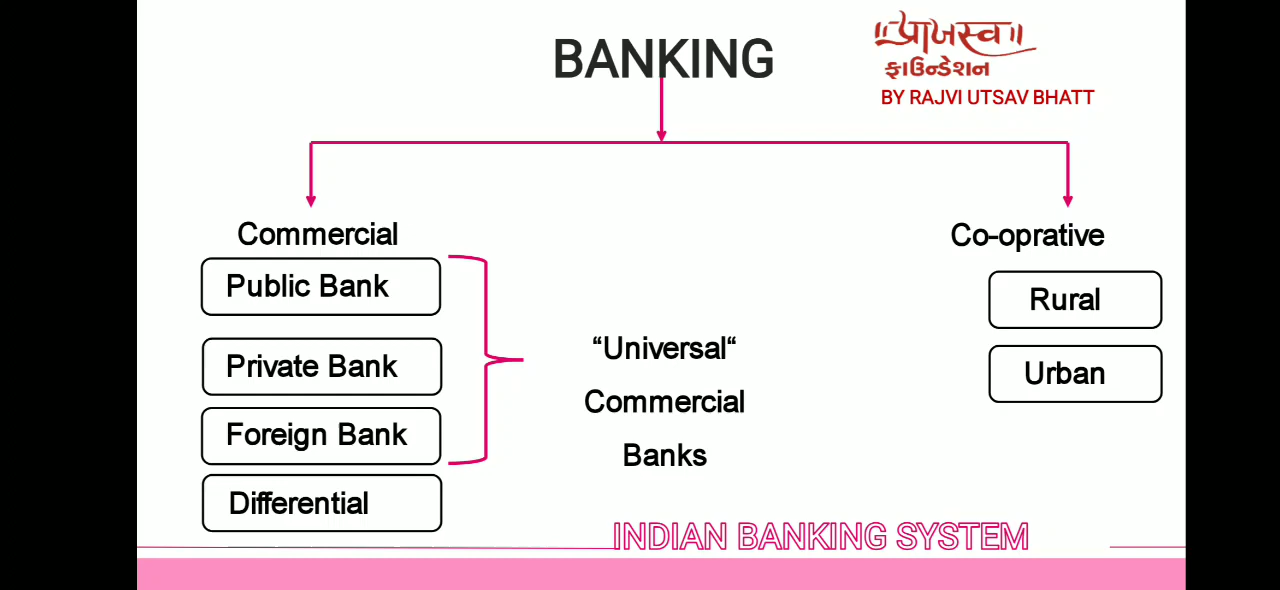 BANKING
॥प्राखस्व॥
ફાઉન્ડેશન
BY RAJVI UTSAV BHATT
Commercial
Public Bank
Private Bank
Foreign Bank
Differential
“Universal“
Commercial
Banks
Co-oprative
Rural
Urban
INDIAN BANKING SYSTEM